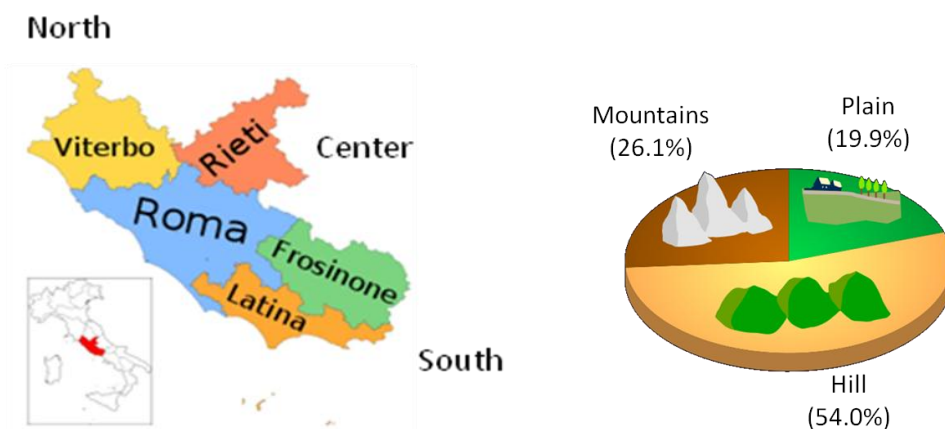 North
Viterbo
Rieti
Center
Roma
Frosinone
Latina
South
Mountains
(26.1%)
Plain
(19.9%)
Hill
(54.0%)